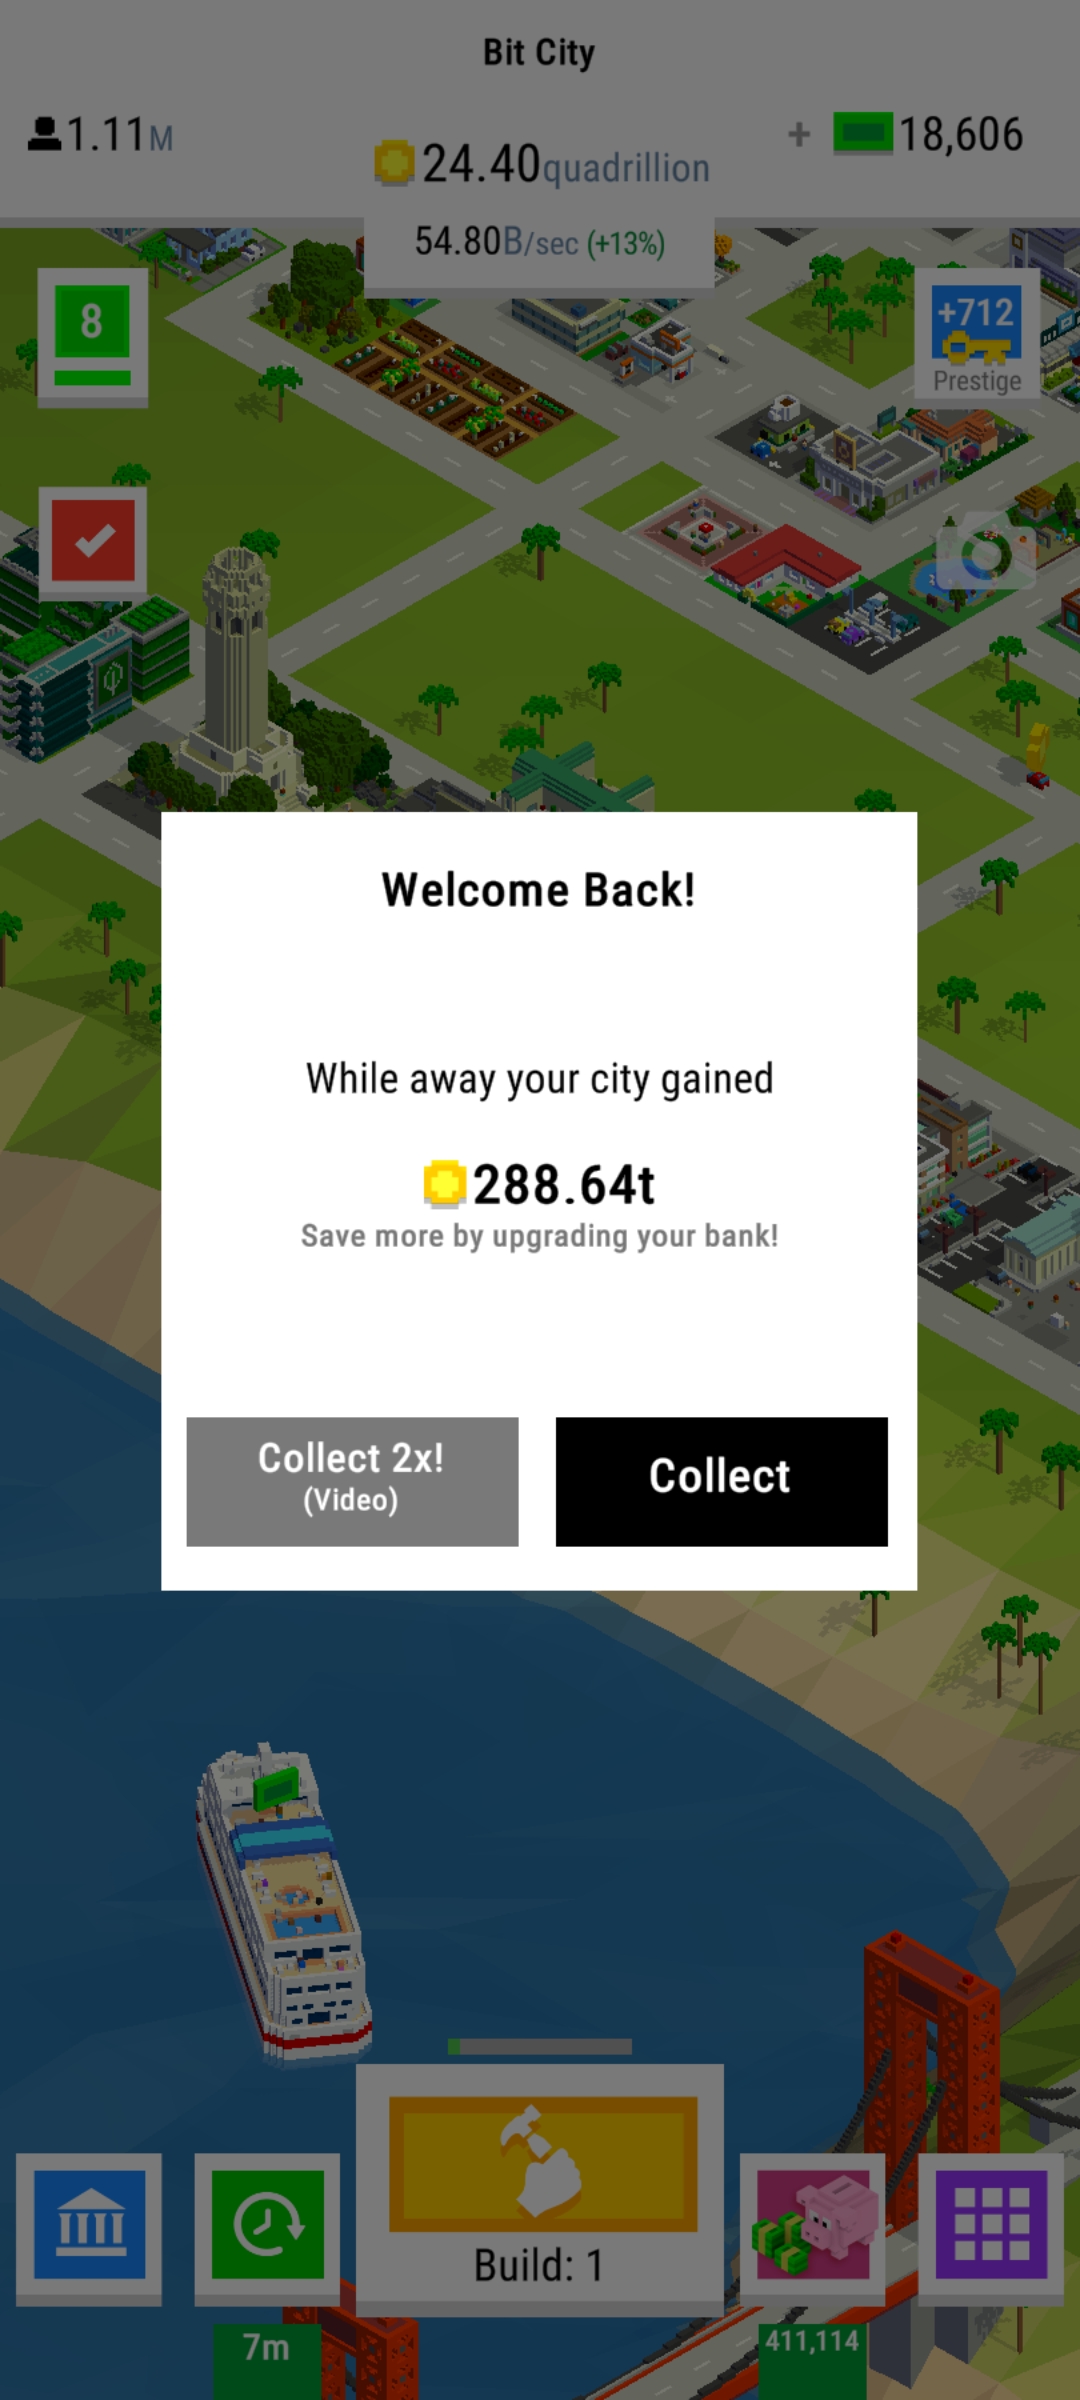 Bit City
1.11M
24.40quadrillion
+ 18,606
54.80B/sec (+13%)
8
+712
Prestige
Welcome Back!
While away your city gained
288.64t
Save more by upgrading your bank!
Collect 2x!
(Video)
Collect
Build: 1
7m
411,114